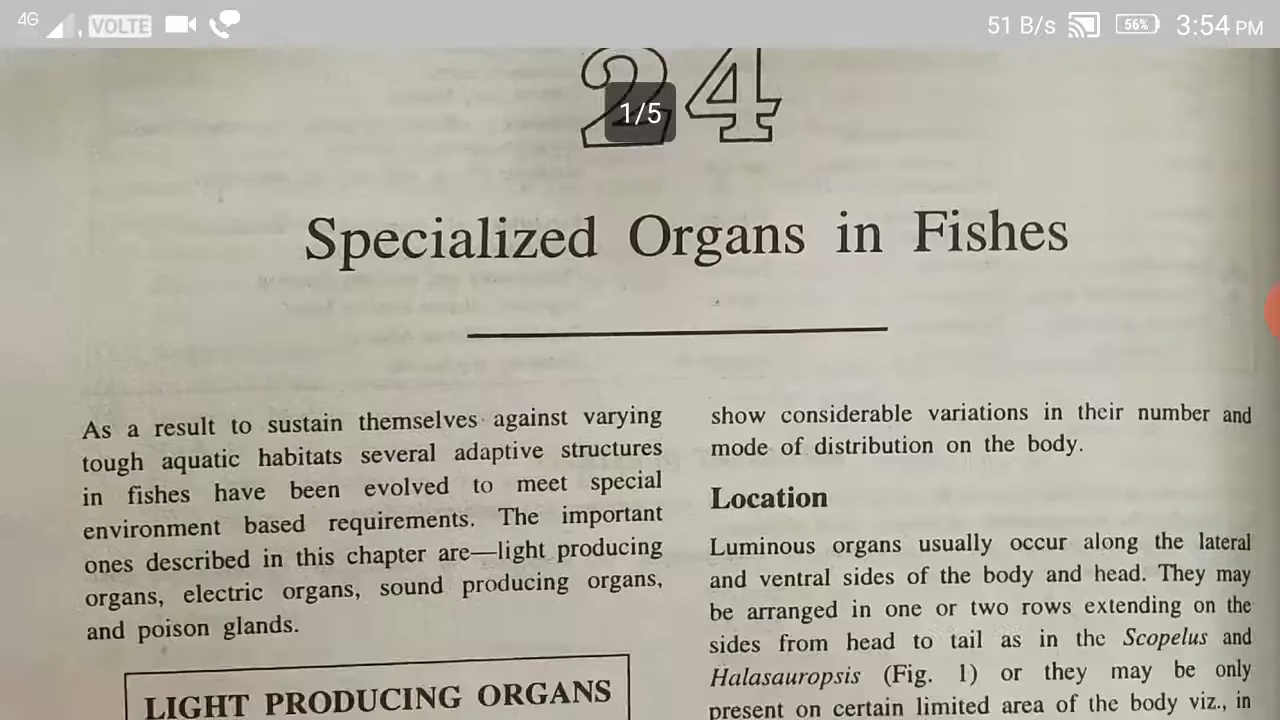 4G VOLTE 51 B/s 56% 3:54 PM
24
1/5
Specialized Organs in Fishes
As a result to sustain themselves against varying
tough aquatic habitats several adaptive structures
in fishes have been evolved to meet special
environment based requirements. The important
ones described in this chapter are—light producing
organs, electric organs, sound producing organs,
and poison glands.
LIGHT PRODUCING ORGANS
show considerable variations in their number and
mode of distribution on the body.
Location
Luminous organs usually occur along the lateral
and ventral sides of the body and head. They may
be arranged in one or two rows extending on the
sides from head to tail as in the Scopelus and
Halasauropsis (Fig. 1) or they may be only
present on certain limited area of the body viz., in